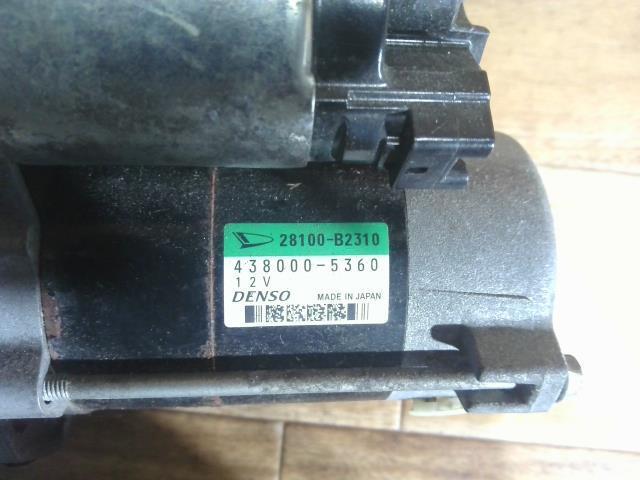 28100-B2310
438000-5360
12V
DENSO MADE IN JAPAN